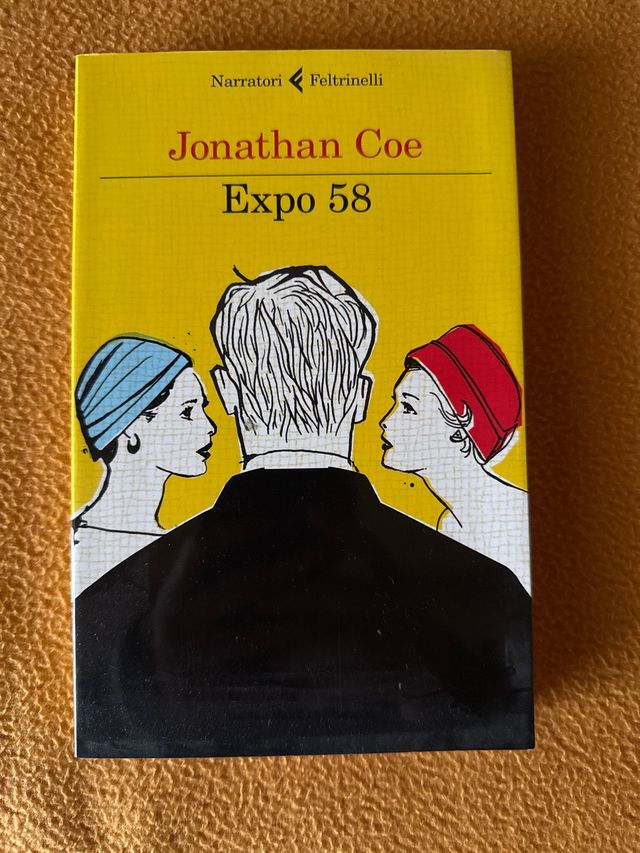 Narratori Feltrinelli
Jonathan Coe
Expo 58